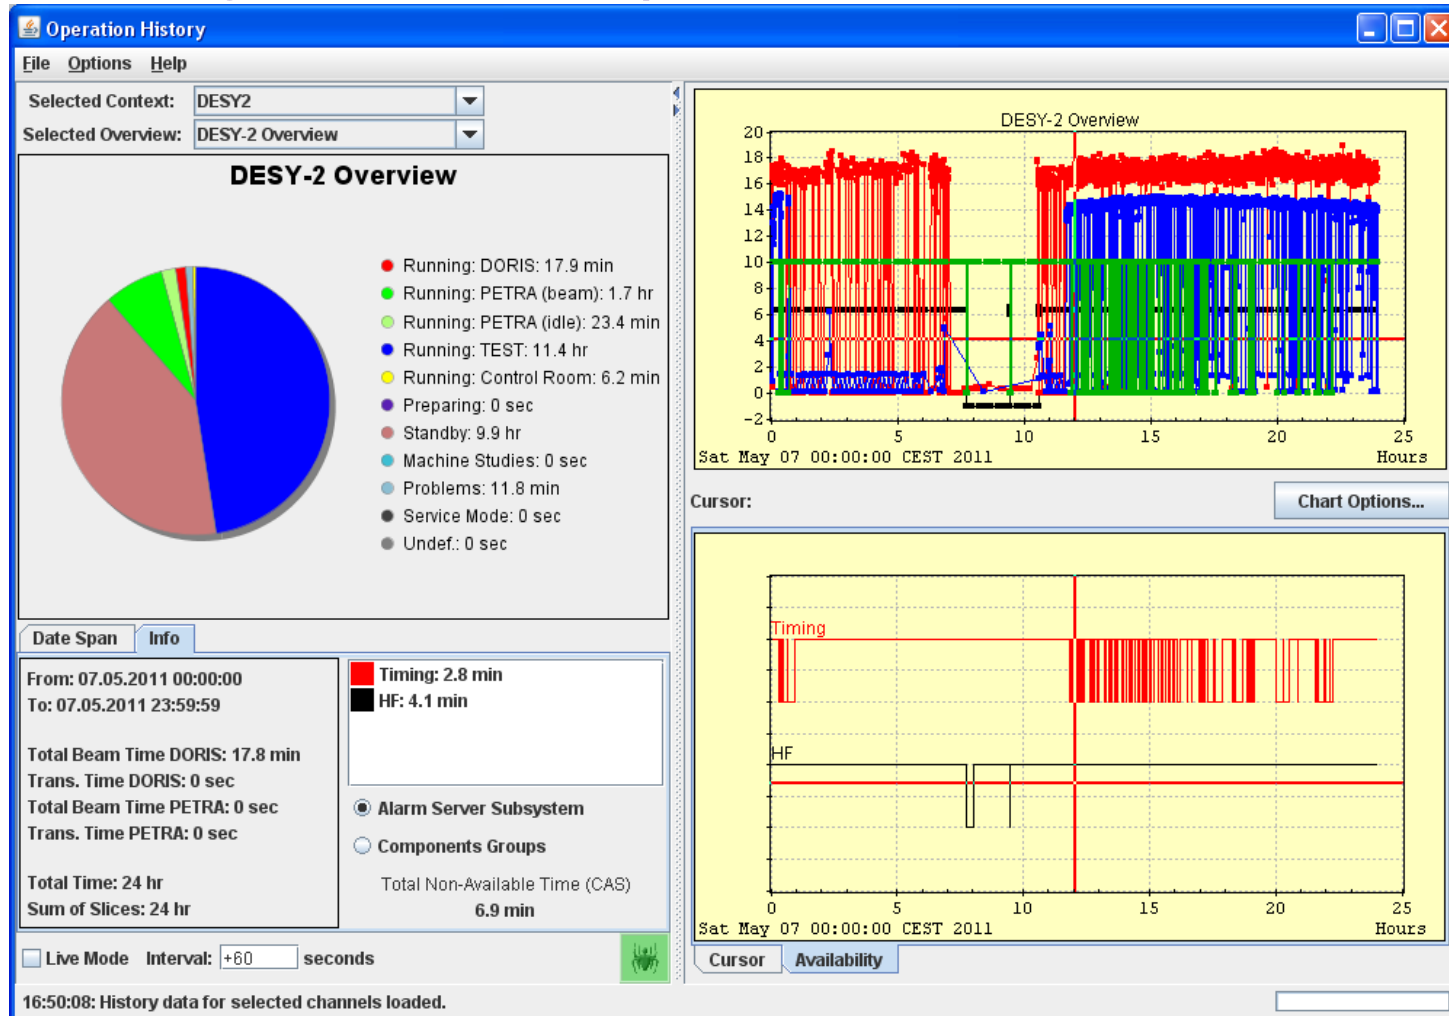 Operation History
File Options Help
Selected Context: DESY2
Selected Overview: DESY-2 Overview
DESY-2 Overview
Running: DORIS: 17.9 min
Running: PETRA (beam): 1.7 hr
Running: PETRA (idle): 23.4 min
Running: TEST: 11.4 hr
Running: Control Room: 6.2 min
Preparing: 0 sec
Standby: 9.9 hr
Machine Studies: 0 sec
Problems: 11.8 min
Service Mode: 0 sec
Undef.: 0 sec
Date Span Info
From: 07.05.2011 00:00:00
To: 07.05.2011 23:59:59
Total Beam Time DORIS: 17.8 min
Trans. Time DORIS: 0 sec
Total Beam Time PETRA: 0 sec
Trans. Time PETRA: 0 sec
Total Time: 24 hr
Sum of Slices: 24 hr
Timing: 2.8 min
HF: 4.1 min
Alarm Server Subsystem
Components Groups
Total Non-Available Time (CAS)
6.9 min
Live Mode Interval: +60 seconds
16:50:08: History data for selected channels loaded.
DESY-2 Overview
20
18
16
14
12
10
8
6
4
2
0
-2
0 5 10 15 20 25
Sat May 07 00:00:00 CEST 2011 Hours
Cursor: Chart Options...
Timing
HF
0 5 10 15 20 25
Sat May 07 00:00:00 CEST 2011 Hours
Cursor Availability